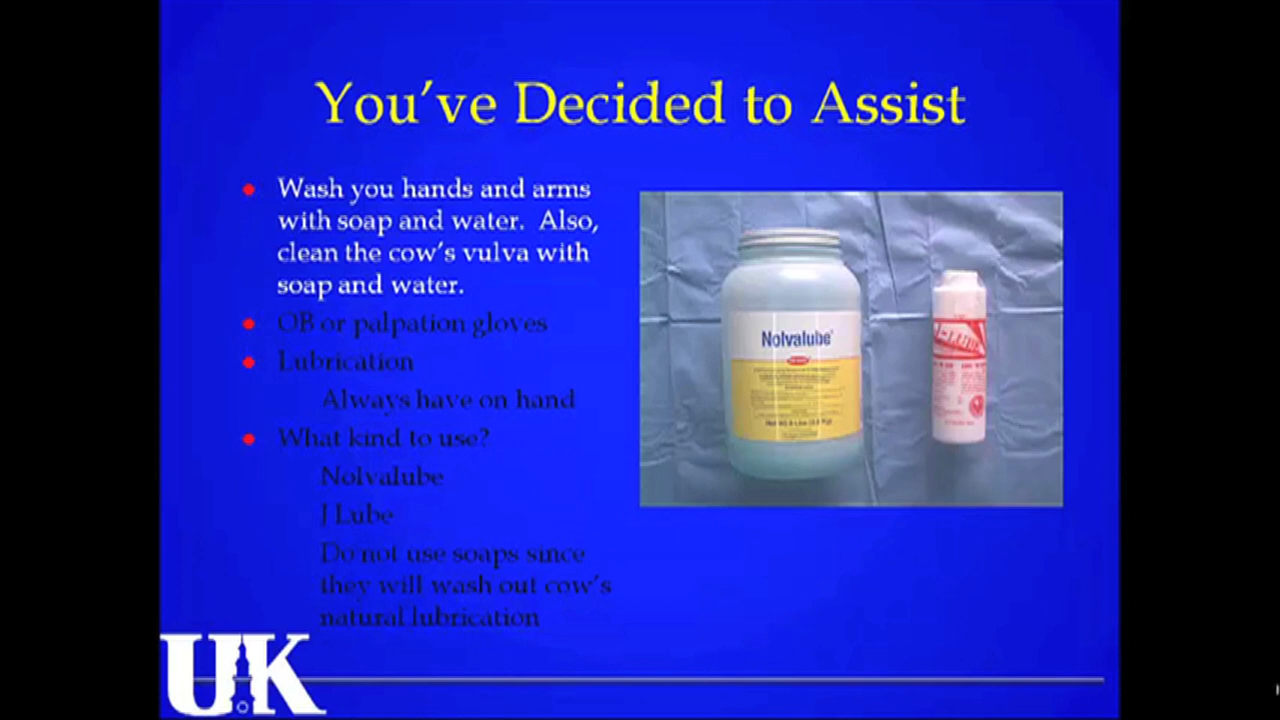 You've Decided to Assist
Wash you hands and arms
with soap and water. Also,
clean the cow's vulva with
soap and water.
OB or palpation gloves
Lubrication
Always have on hand
What kind to use?
Nolvalube
J Lube
Do not use soaps since
they will wash out cow's
natural lubrication
Nolvalube
UK